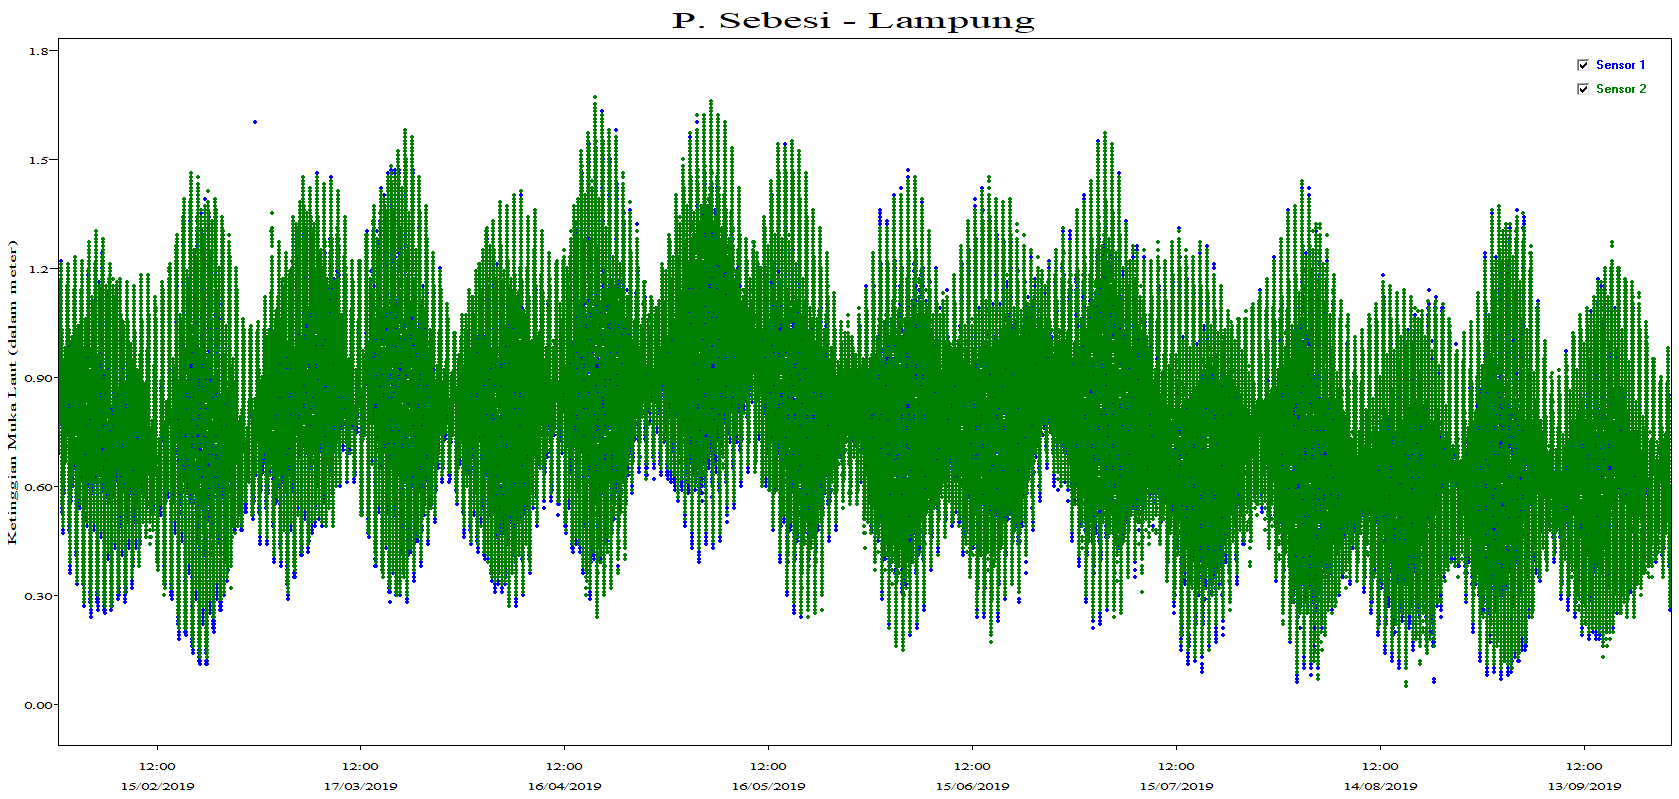 P. Sebesi - Lampung
Sensor 1
Sensor 2
Ketinggian Muka Laut (dalam meter)
1.8
1.5
1.2
0.90
0.60
0.30
0.00
12:00 12:00 12:00 12:00 12:00 12:00 12:00 12:00
15/02/2019 17/03/2019 16/04/2019 16/05/2019 15/06/2019 15/07/2019 14/08/2019 13/09/2019